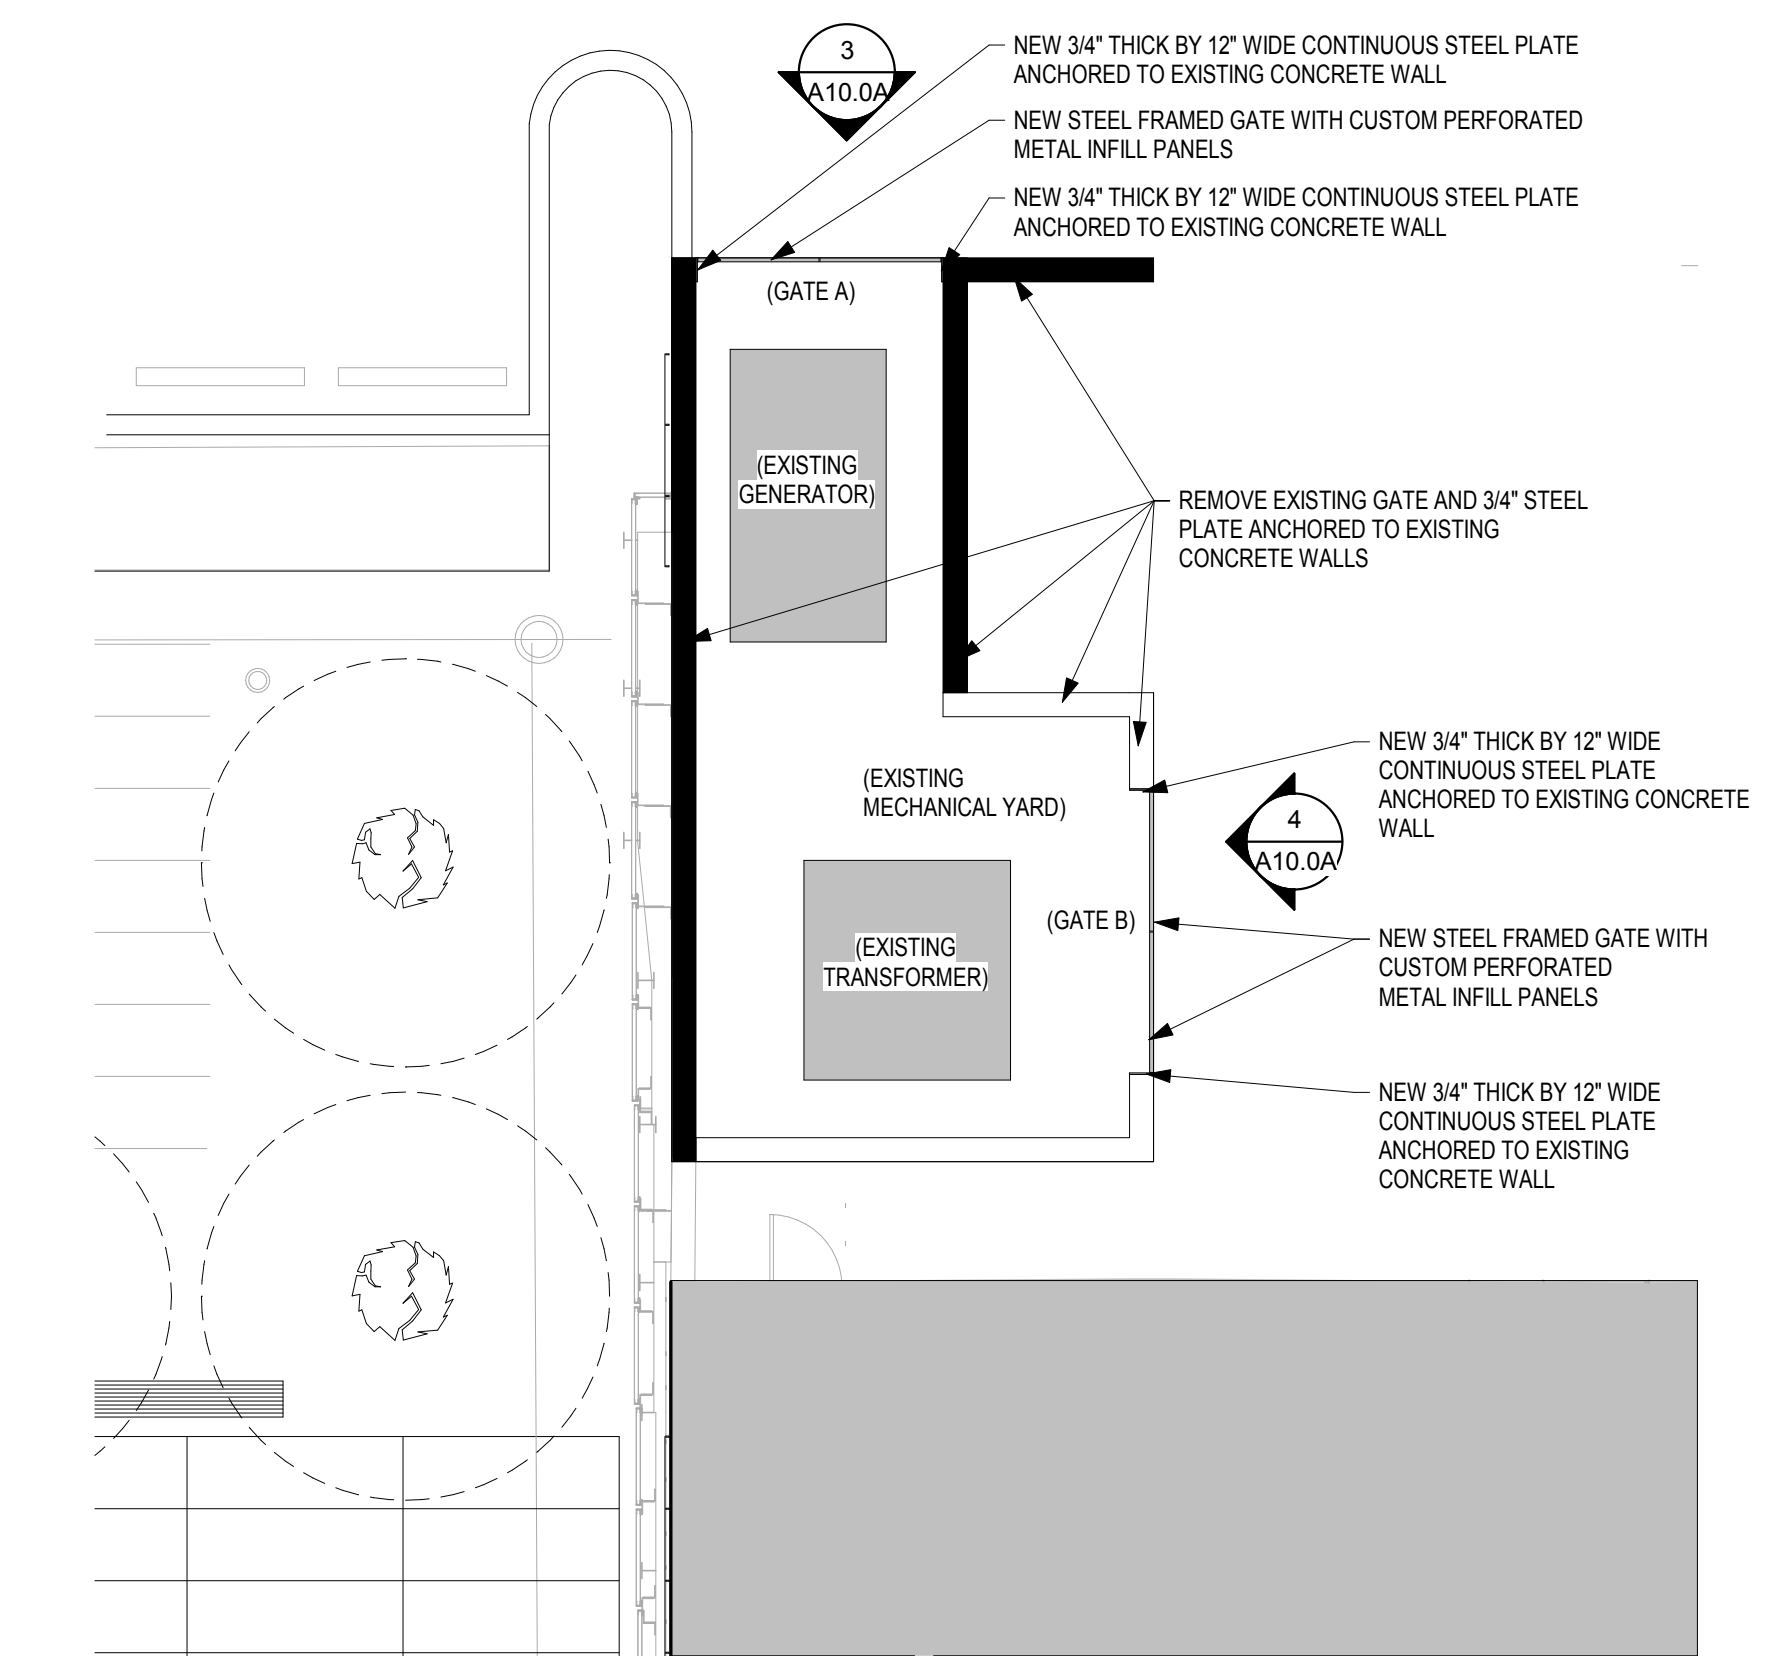 3
A10.0A
NEW 3/4" THICK BY 12" WIDE CONTINUOUS STEEL PLATE
ANCHORED TO EXISTING CONCRETE WALL
NEW STEEL FRAMED GATE WITH CUSTOM PERFORATED
METAL INFILL PANELS
NEW 3/4" THICK BY 12" WIDE CONTINUOUS STEEL PLATE
ANCHORED TO EXISTING CONCRETE WALL
(GATE A)
(EXISTING
GENERATOR)
REMOVE EXISTING GATE AND 3/4" STEEL
PLATE ANCHORED TO EXISTING
CONCRETE WALLS
(EXISTING
MECHANICAL YARD)
NEW 3/4" THICK BY 12" WIDE
CONTINUOUS STEEL PLATE
ANCHORED TO EXISTING CONCRETE
WALL
4
A10.0A
(GATE B)
(EXISTING
TRANSFORMER)
NEW STEEL FRAMED GATE WITH
CUSTOM PERFORATED
METAL INFILL PANELS
NEW 3/4" THICK BY 12" WIDE
CONTINUOUS STEEL PLATE
ANCHORED TO EXISTING
CONCRETE WALL